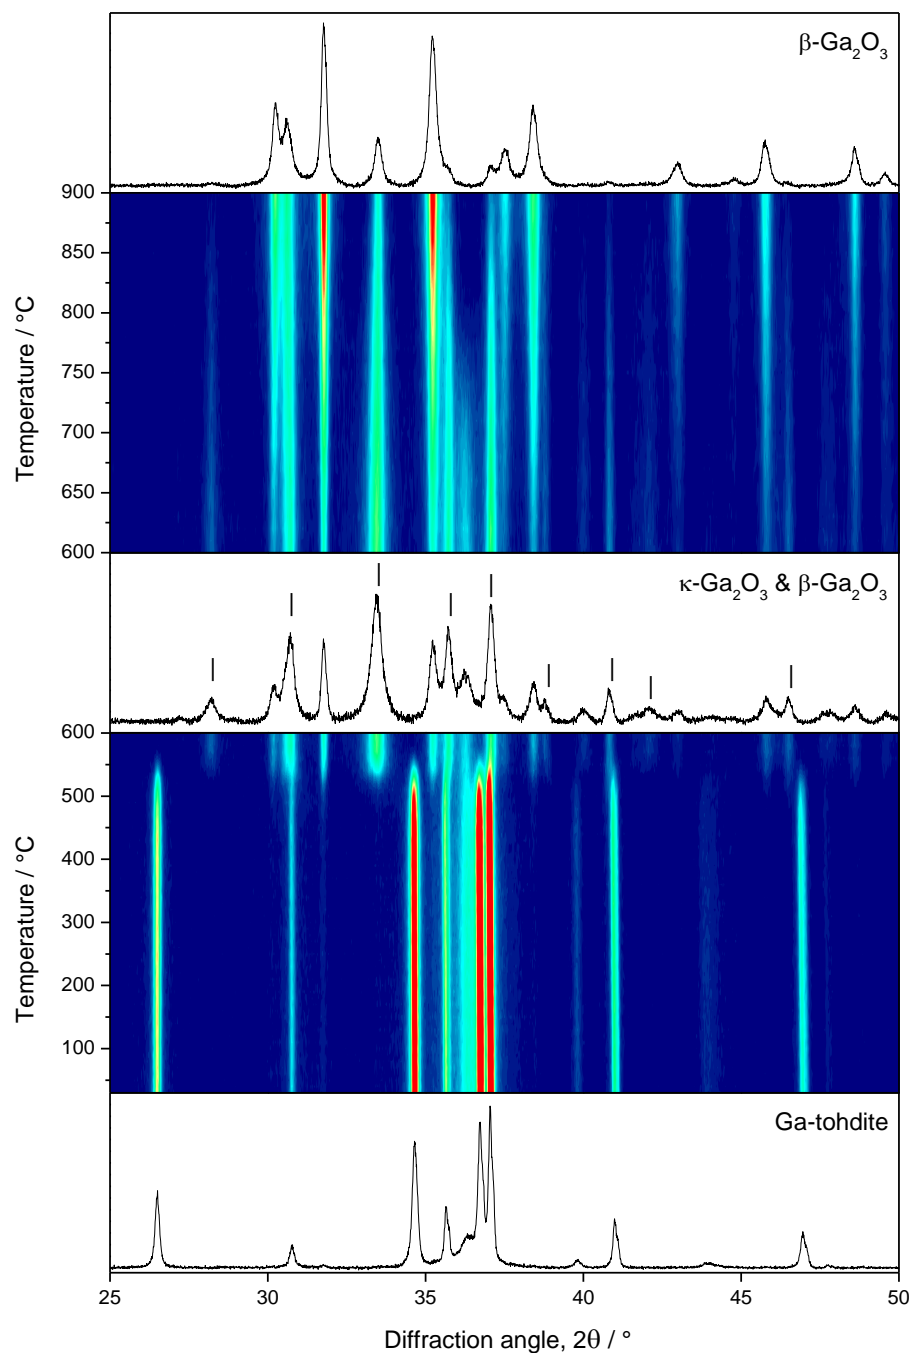 β-Ga₂O₃
900
850
800
750
700
650
600
Temperature / °C
κ-Ga₂O₃ & β-Ga₂O₃
600
500
400
300
200
100
Temperature / °C
Ga-tohdite
25 30 35 40 45 50
Diffraction angle, 2θ / °